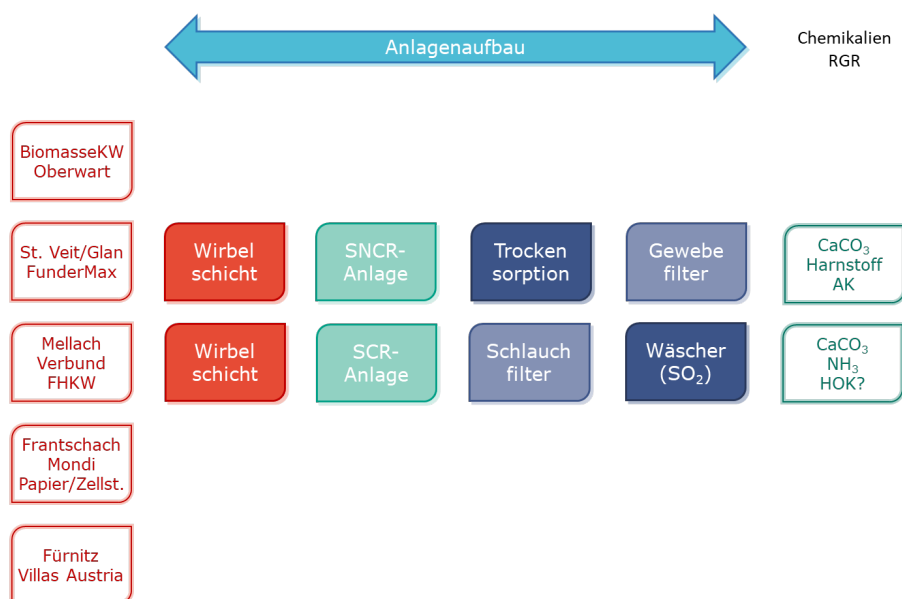 Anlagenaufbau
Chemikalien
RGR
BiomasseKW
Oberwart
St. Veit/Glan
FunderMax
Wirbel
schicht
SNCR-
Anlage
Trocken
sorption
Gewebe
filter
CaCO₃
Harnstoff
AK
Mellach
Verbund
FHKW
Wirbel
schicht
SCR-
Anlage
Schlauch
filter
Wäscher
(SO₂)
CaCO₃
NH₃
HOK?
Frantschach
Mondi
Papier/Zellst.
Fürnitz
Villas Austria